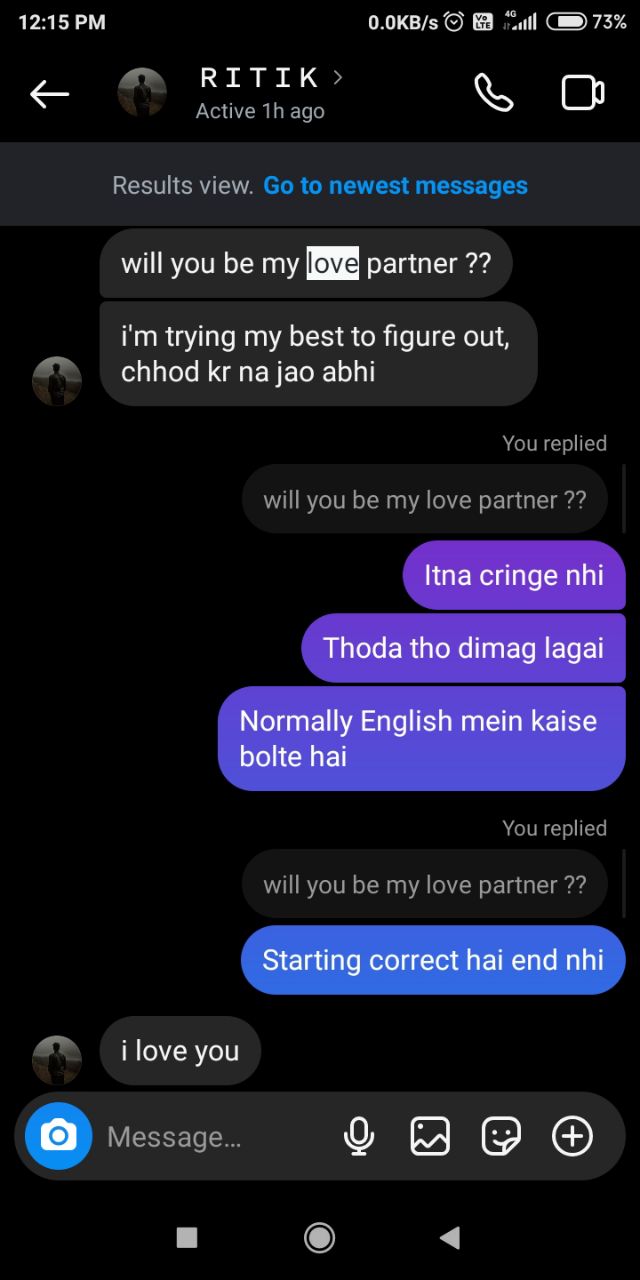 12:15 PM 0.0KB/s Vo LTE 4G 73%
R I T I K
Active 1h ago
Results view. Go to newest messages
will you be my love partner ??
i'm trying my best to figure out,
chhod kr na jao abhi
You replied
will you be my love partner ??
Itna cringe nhi
Thoda tho dimag lagai
Normally English mein kaise
bolte hai
You replied
will you be my love partner ??
Starting correct hai end nhi
i love you
Message...